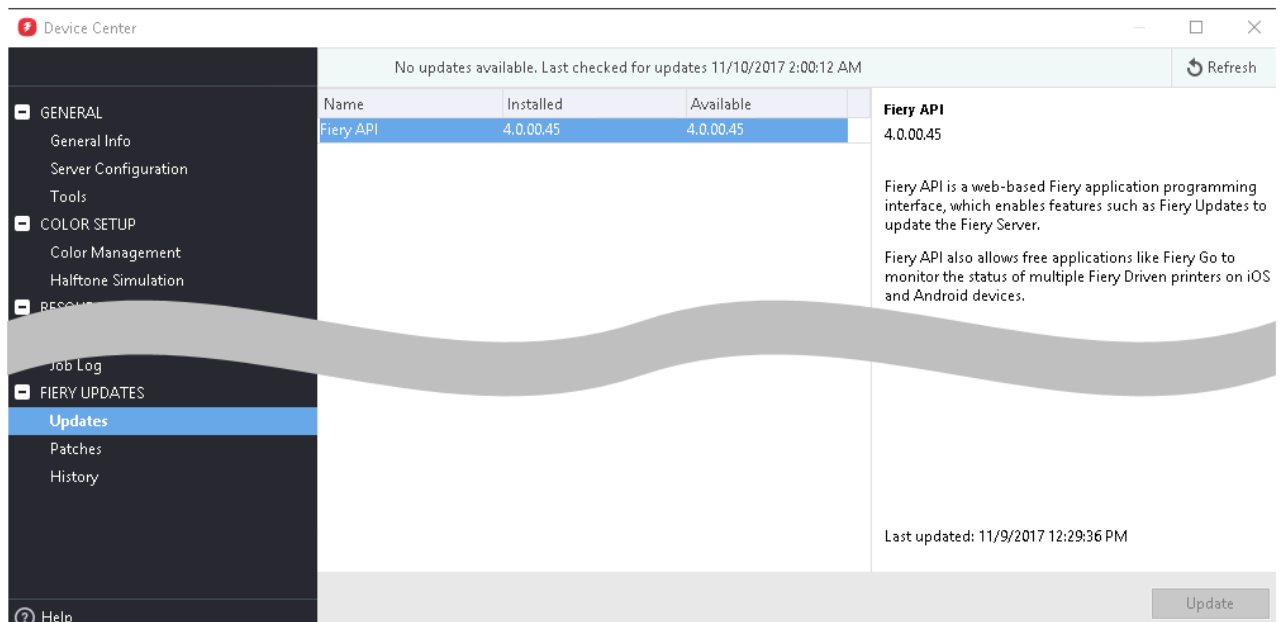 Device Center
No updates available. Last checked for updates 11/10/2017 2:00:12 AM
Refresh
GENERAL
General Info
Server Configuration
Tools
COLOR SETUP
Color Management
Halftone Simulation
Job Log
FIERY UPDATES
Updates
Patches
History
Help
Name Installed Available
Fiery API 4.0.00.45 4.0.00.45
Fiery API
4.0.00.45
Fiery API is a web-based Fiery application programming
interface, which enables features such as Fiery Updates to
update the Fiery Server.
Fiery API also allows free applications like Fiery Go to
monitor the status of multiple Fiery Driven printers on iOS
and Android devices.
Last updated: 11/9/2017 12:29:36 PM
Update